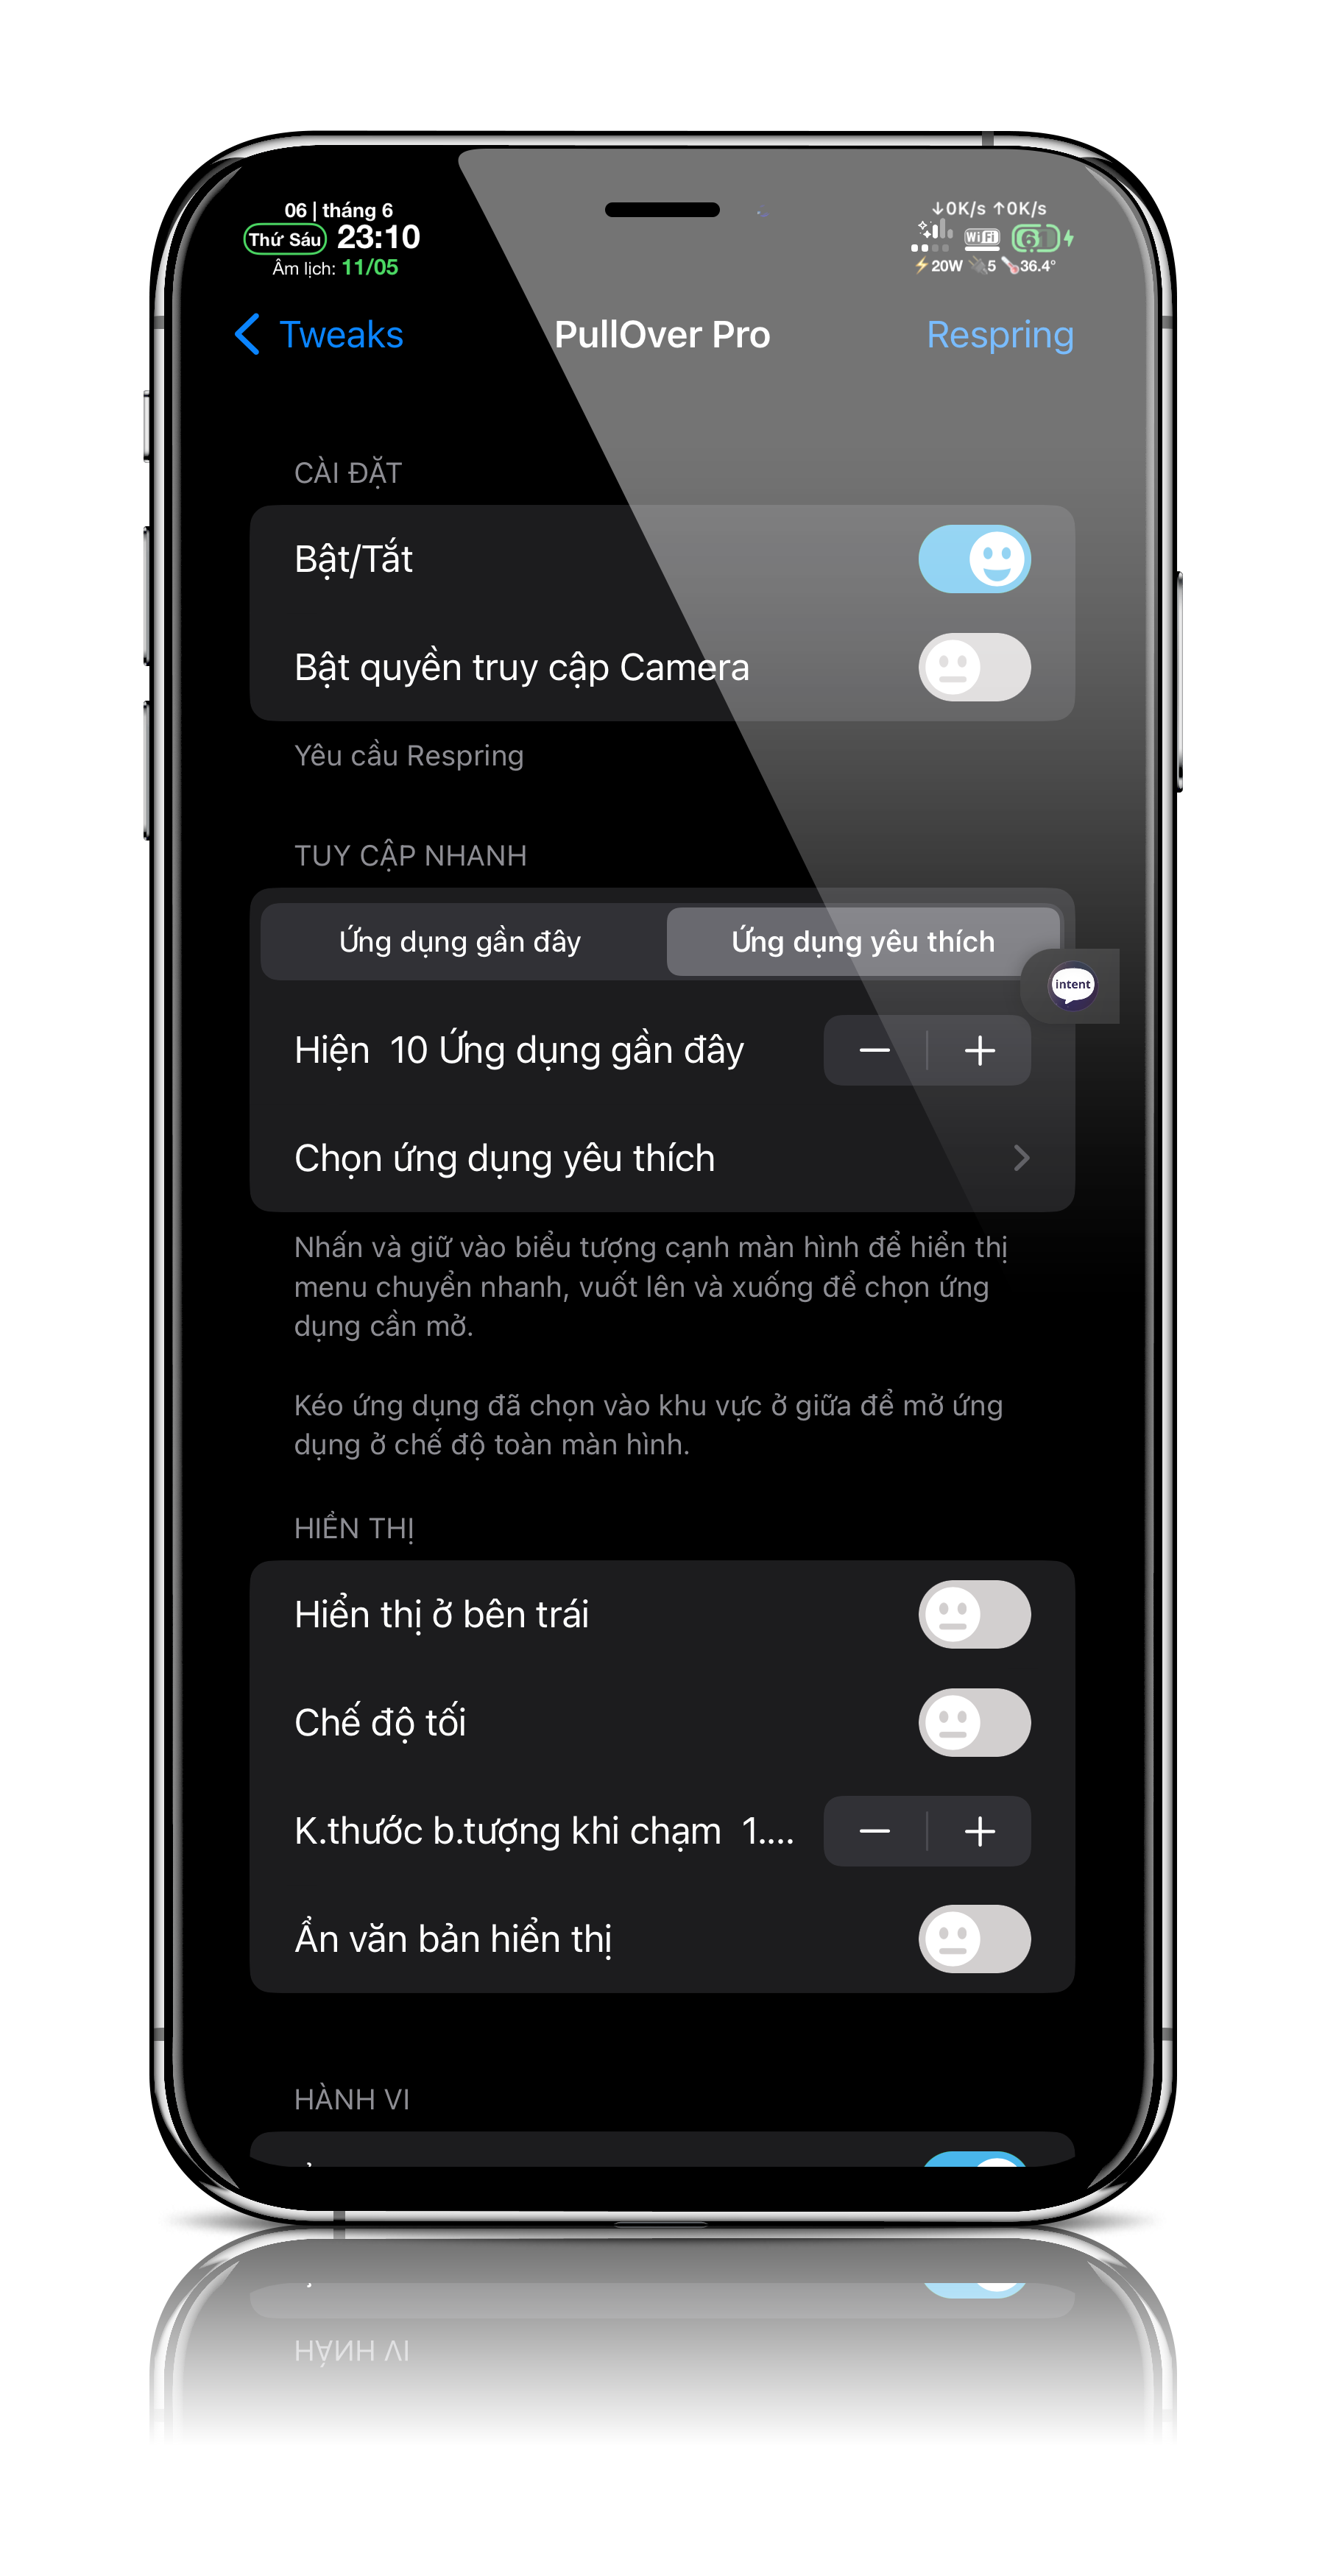 06 | tháng 6
Thứ Sáu 23:10
Âm lịch: 11/05
↓0K/s ↑0K/s
WiFi
20W 5 36.4°
Tweaks
PullOver Pro
Respring
CÀI ĐẶT
Bật/Tắt
Bật quyền truy cập Camera
Yêu cầu Respring
TUY CẬP NHANH
Ứng dụng gần đây
Ứng dụng yêu thích
intent
Hiện 10 Ứng dụng gần đây
Chọn ứng dụng yêu thích
Nhấn và giữ vào biểu tượng cạnh màn hình để hiển thị
menu chuyển nhanh, vuốt lên và xuống để chọn ứng
dụng cần mở.
Kéo ứng dụng đã chọn vào khu vực ở giữa để mở ứng
dụng ở chế độ toàn màn hình.
HIỂN THỊ
Hiển thị ở bên trái
Chế độ tối
K.thước b.tượng khi chạm 1....
Ẩn văn bản hiển thị
HÀNH VI